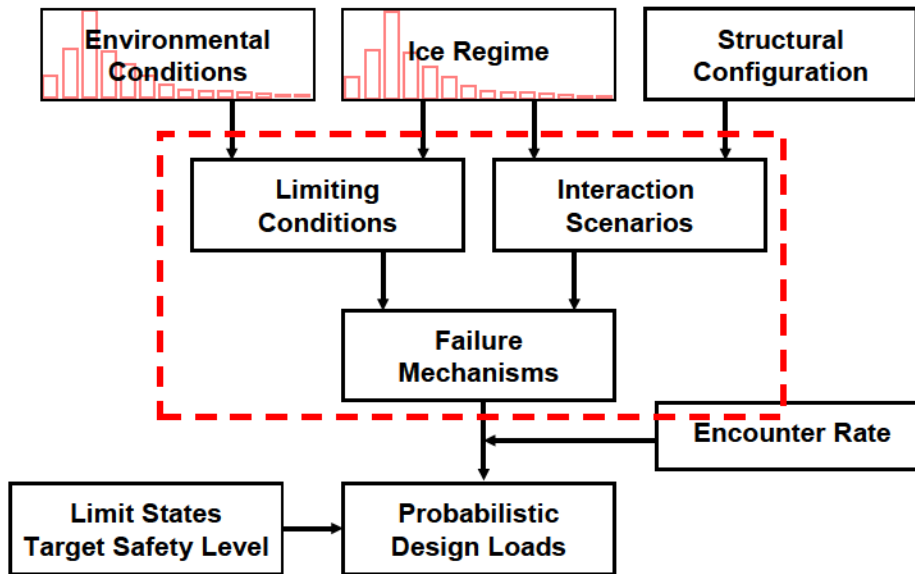 Environmental
Conditions
Ice Regime
Structural
Configuration
Limiting
Conditions
Interaction
Scenarios
Failure
Mechanisms
Encounter Rate
Limit States
Target Safety Level
Probabilistic
Design Loads